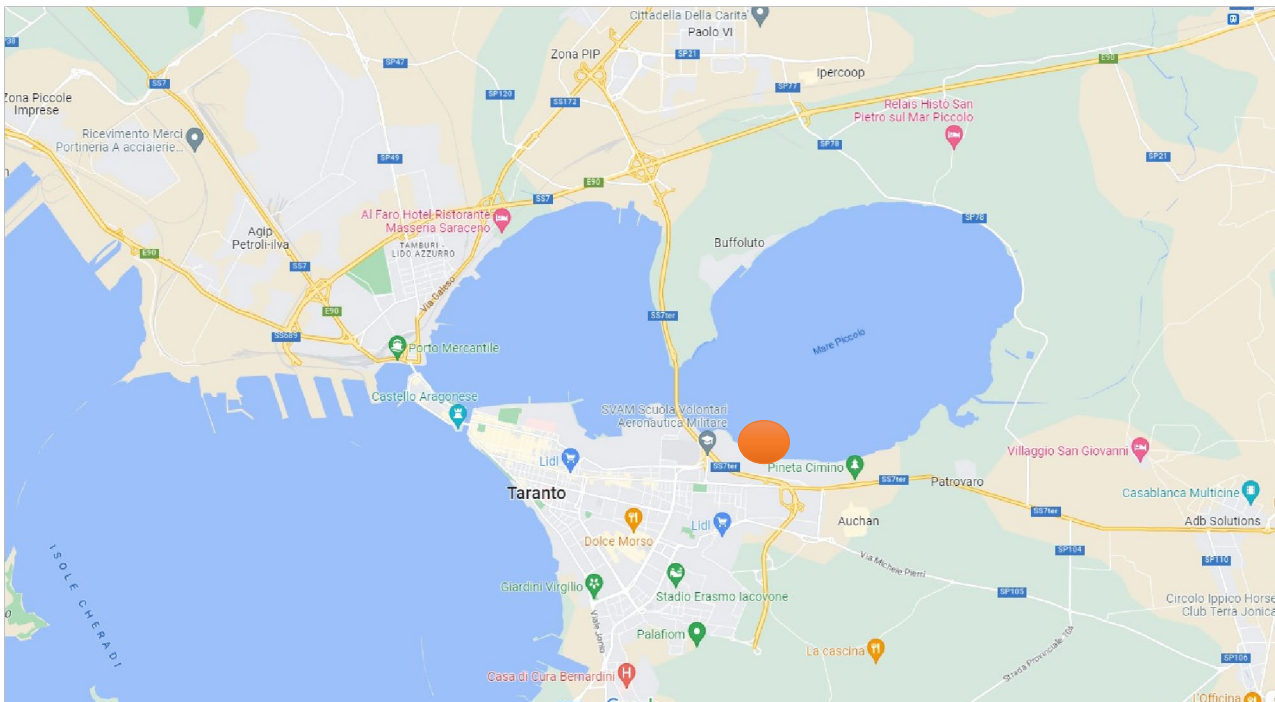 Cittadella Della Carità
Paolo VI
SP21
E90
SP38
Zona PIP
SP47
SS7
Ipercoop
SP77
Zona Piccole
Imprese
SP120
SS172
Relais Histò San
Pietro sul Mar Piccolo
Ricevimento Merci
Portineria A acciaierie...
SP49
SP78
SP21
E90
SS7
Al Faro Hotel Ristorante
Masseria Saraceno
SP78
Agip
Petroli-ilva
TAMBURI -
LIDO AZZURRO
Buffoluto
E90
SS7
Via Galeso
E90
SS7ter
Mare Piccolo
Porto Mercantile
Castello Aragonese
SVAM Scuola Volontari
Aeronautica Militare
Villaggio San Giovanni
Lidl
SS7ter
Pineta Cimino
SS7ter
Patrovaro
Casablanca Multicine
Taranto
SS7ter
Auchan
Adb Solutions
Lidl
Dolce Morso
SP104
SP110
Via Michele Pierri
Giardini Virgilio
Stadio Erasmo Iacovone
SP105
Circolo Ippico Horse
Club Terra Jonica
ISOLE CHERADI
Viale Jonio
Palafiom
La cascina
Strada Provinciale 104
SP106
Casa di Cura Bernardini
L'Officina